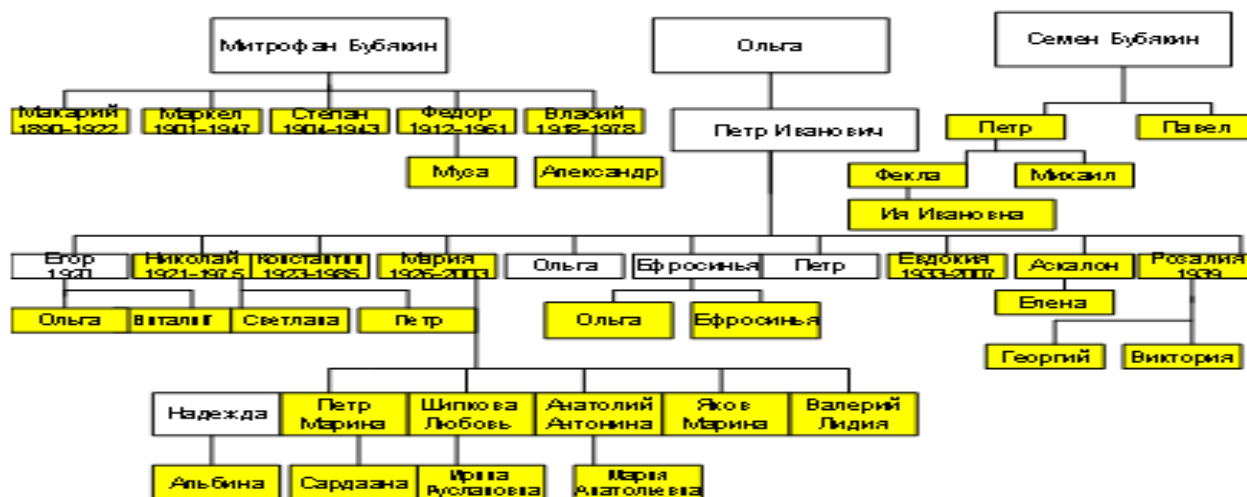 Митрофан Бубякин
Ольга
Семен Бубякин
Макарий
1890-1922
Маркел
1901-1947
Степан
1904-1943
Федор
1912-1961
Власий
1918-1978
Петр Иванович
Петр
Павел
Муза
Александр
Фекла
Михаил
Ия Ивановна
Егор
1920
Николай
1921-1975
Константин
1923-1985
Мария
1926-2003
Ольга
Ефросинья
Петр
Евдокия
1933-2007
Аскалон
Розалия
1939
Ольга
Виталий
Светлана
Петр
Ольга
Ефросинья
Елена
Георгий
Виктория
Надежда
Петр
Марина
Шипкова
Любовь
Анатолий
Антонина
Яков
Марина
Валерий
Лидия
Альбина
Сардаана
Ирина
Руслановна
Мария
Анатольевна